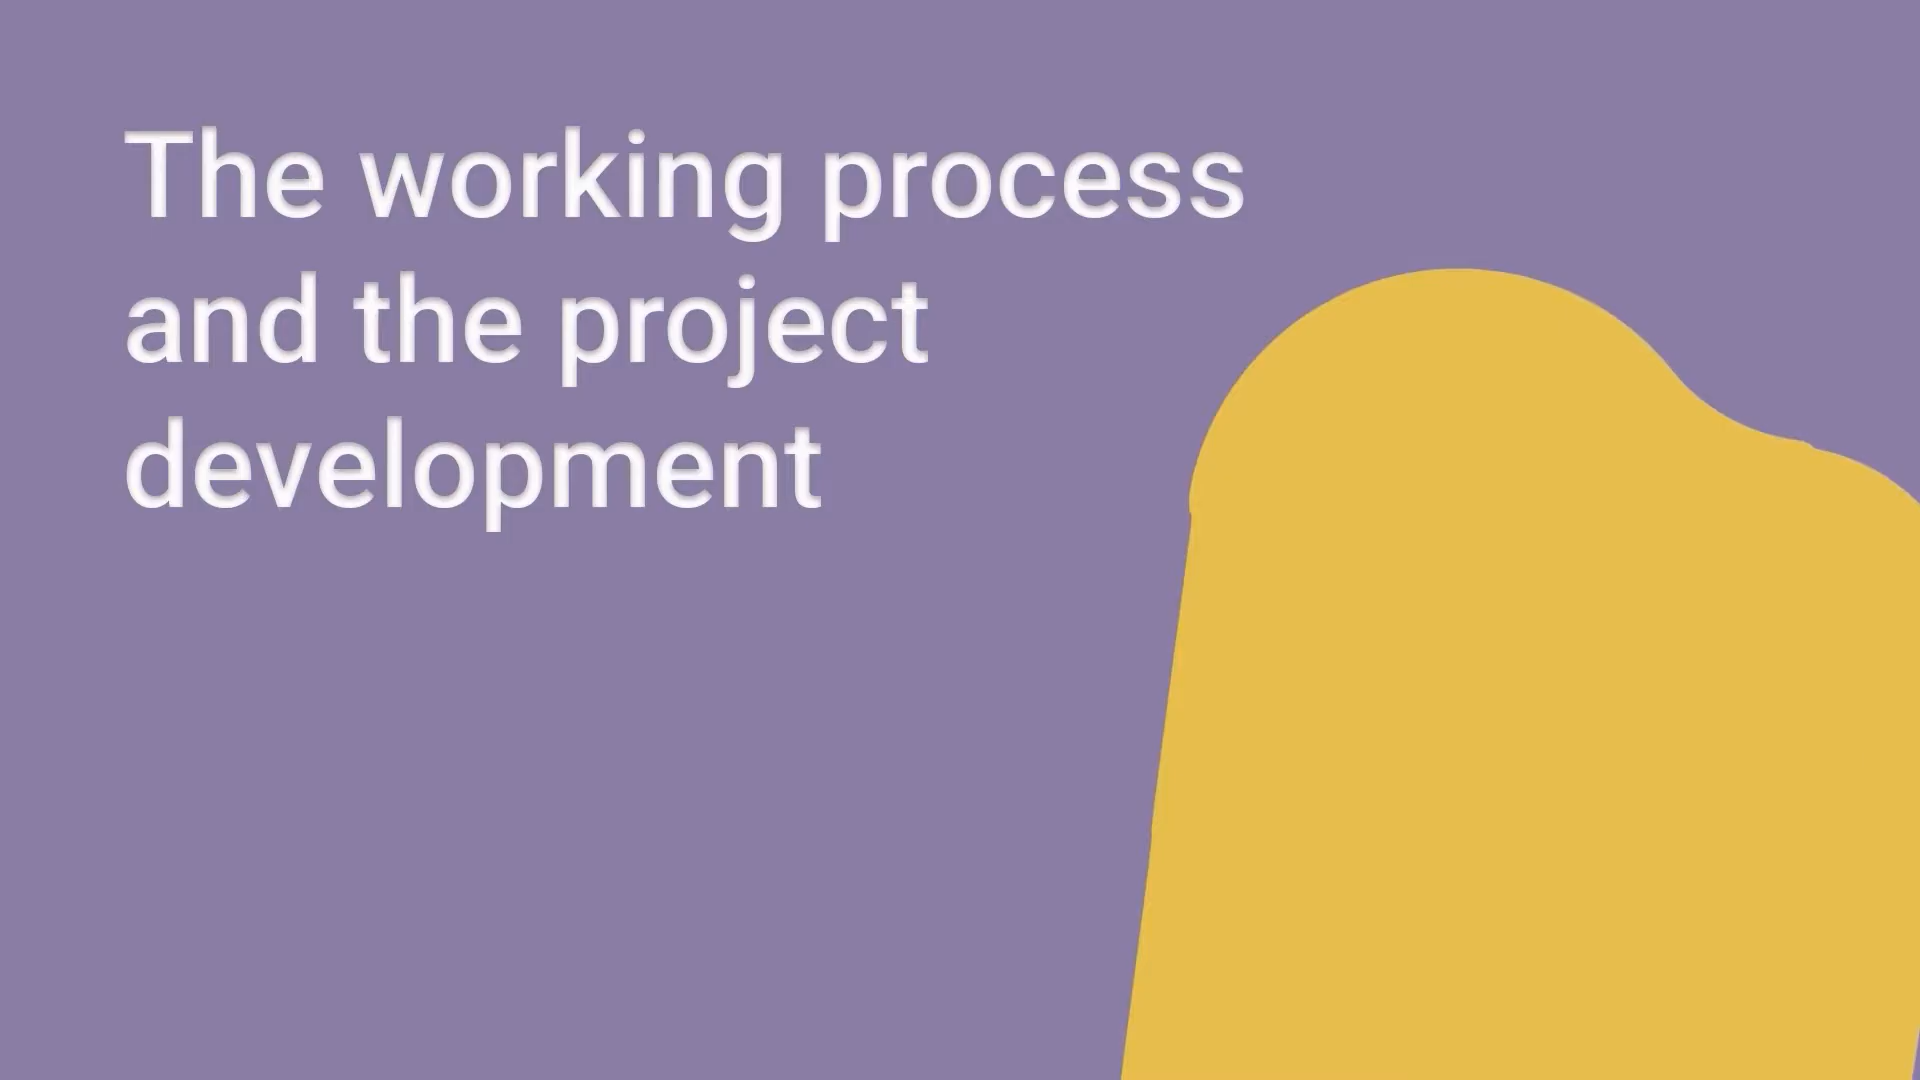 The working process
and the project
development